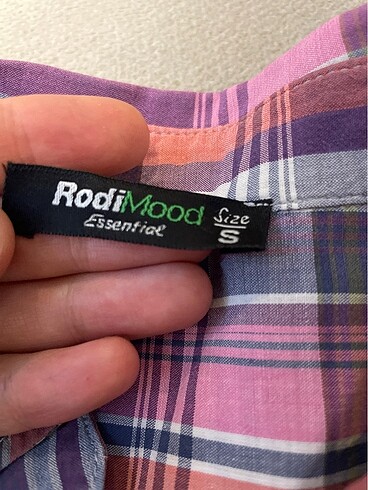 RodiMood
Essential
Size
S